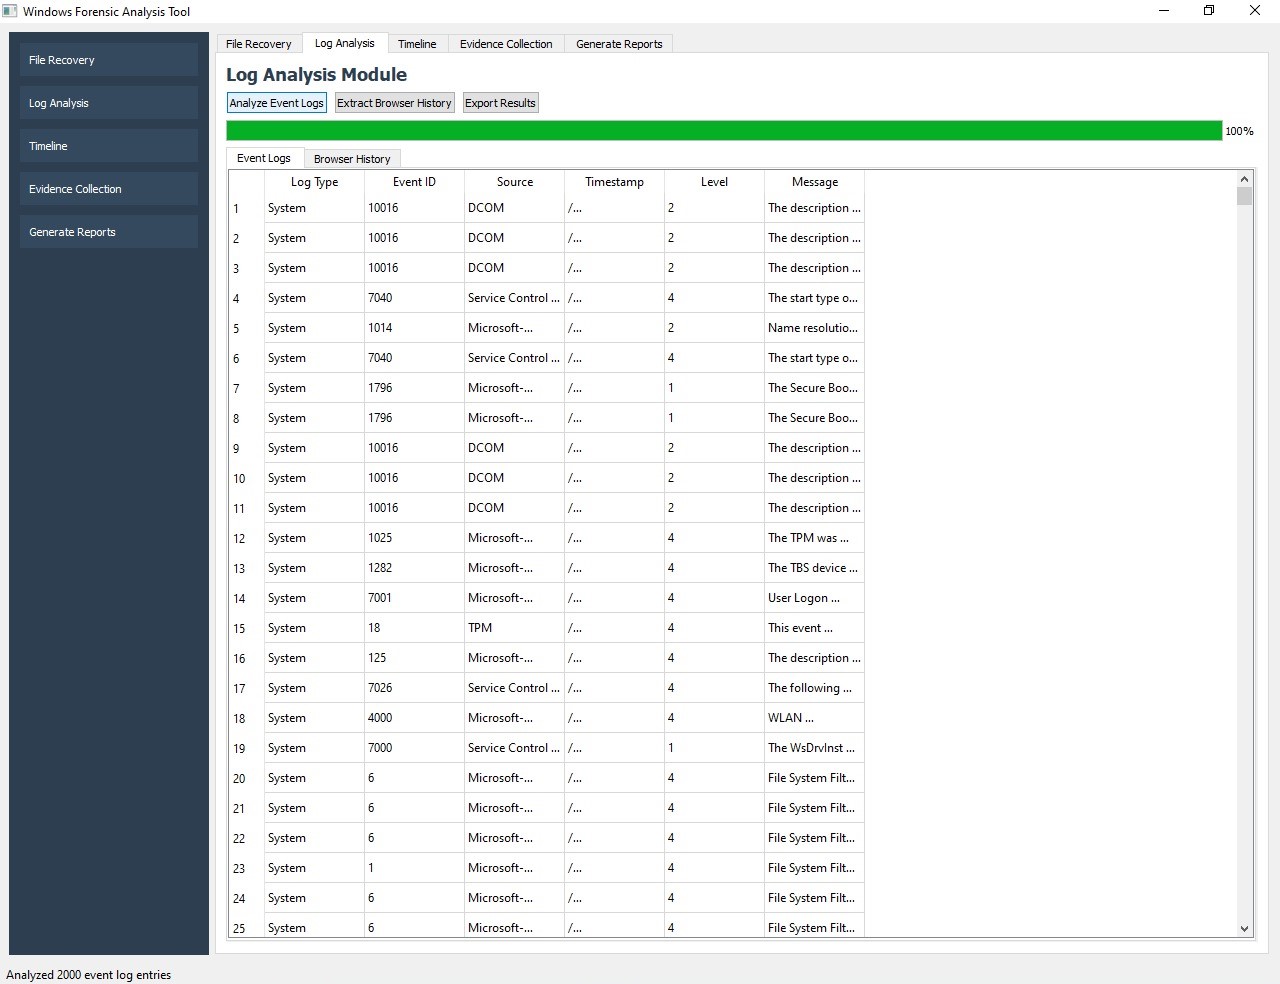 Windows Forensic Analysis Tool
File Recovery
Log Analysis
Timeline
Evidence Collection
Generate Reports
File Recovery Log Analysis Timeline Evidence Collection Generate Reports
Log Analysis Module
Analyze Event Logs Extract Browser History Export Results
100%
Event Logs Browser History
Log Type Event ID Source Timestamp Level Message
1 System 10016 DCOM /... 2 The description ...
2 System 10016 DCOM /... 2 The description ...
3 System 10016 DCOM /... 2 The description ...
4 System 7040 Service Control ... /... 4 The start type o...
5 System 1014 Microsoft-... /... 2 Name resolutio...
6 System 7040 Service Control ... /... 4 The start type o...
7 System 1796 Microsoft-... /... 1 The Secure Boo...
8 System 1796 Microsoft-... /... 1 The Secure Boo...
9 System 10016 DCOM /... 2 The description ...
10 System 10016 DCOM /... 2 The description ...
11 System 10016 DCOM /... 2 The description ...
12 System 1025 Microsoft-... /... 4 The TPM was ...
13 System 1282 Microsoft-... /... 4 The TBS device ...
14 System 7001 Microsoft-... /... 4 User Logon ...
15 System 18 TPM /... 4 This event ...
16 System 125 Microsoft-... /... 4 The description ...
17 System 7026 Service Control ... /... 4 The following ...
18 System 4000 Microsoft-... /... 4 WLAN ...
19 System 7000 Service Control ... /... 1 The WsDrvInst ...
20 System 6 Microsoft-... /... 4 File System Filt...
21 System 6 Microsoft-... /... 4 File System Filt...
22 System 6 Microsoft-... /... 4 File System Filt...
23 System 1 Microsoft-... /... 4 File System Filt...
24 System 6 Microsoft-... /... 4 File System Filt...
25 System 6 Microsoft-... /... 4 File System Filt...
Analyzed 2000 event log entries